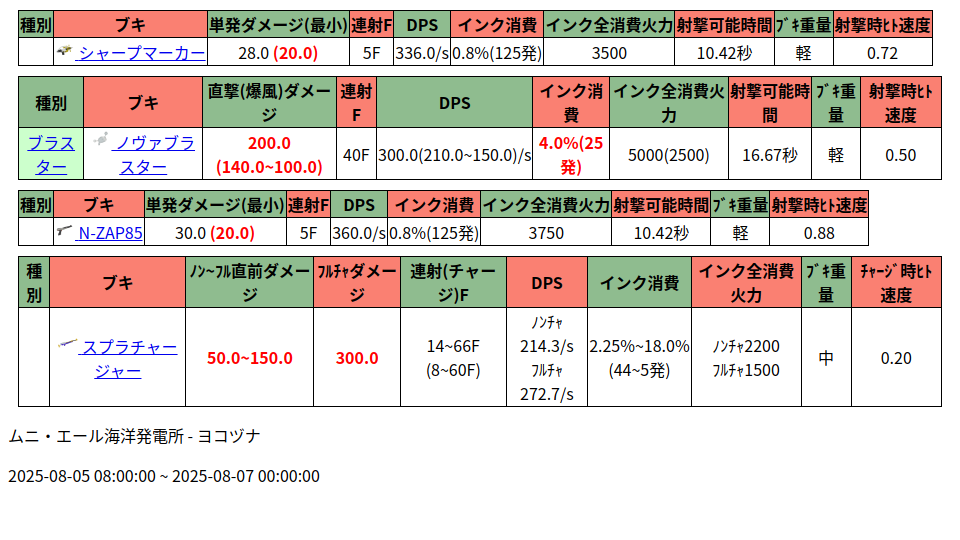 種別 ブキ 単発ダメージ(最小) 連射F DPS インク消費 インク全消費火力 射撃可能時間 ﾌﾞｷ重量 射撃時ﾋﾄ速度
シャープマーカー 28.0 (20.0) 5F 336.0/s 0.8%(125発) 3500 10.42秒 軽 0.72
種別 ブキ 直撃(爆風)ダメー 連射 DPS インク消 インク全消費火 射撃可能時 ﾌﾞｷ重 射撃時ﾋﾄ
ジ F 費 力 間 量 速度
ブラス ノヴァブラ 200.0 40F 300.0(210.0~150.0)/s 4.0%(25 5000(2500) 16.67秒 軽 0.50
ター スター (140.0~100.0) 発)
種別 ブキ 単発ダメージ(最小) 連射F DPS インク消費 インク全消費火力 射撃可能時間 ﾌﾞｷ重量 射撃時ﾋﾄ速度
N-ZAP85 30.0 (20.0) 5F 360.0/s 0.8%(125発) 3750 10.42秒 軽 0.88
種 ブキ ﾉﾝ~ﾌﾙ直前ダメー ﾌﾙﾁｬダメー 連射(チャー DPS インク消費 インク全消費 ﾌﾞｷ重 ﾁｬｰｼﾞ時ﾋﾄ
別 ジ ジ ジ)F 火力 量 速度
ﾉﾝﾁｬ
スプラチャー 14~66F 214.3/s 2.25%~18.0% ﾉﾝﾁｬ2200
ジャー 50.0~150.0 300.0 (8~60F) ﾌﾙﾁｬ (44~5発) ﾌﾙﾁｬ1500 中 0.20
272.7/s
ムニ・エール海洋発電所 - ヨコヅナ
2025-08-05 08:00:00 ~ 2025-08-07 00:00:00